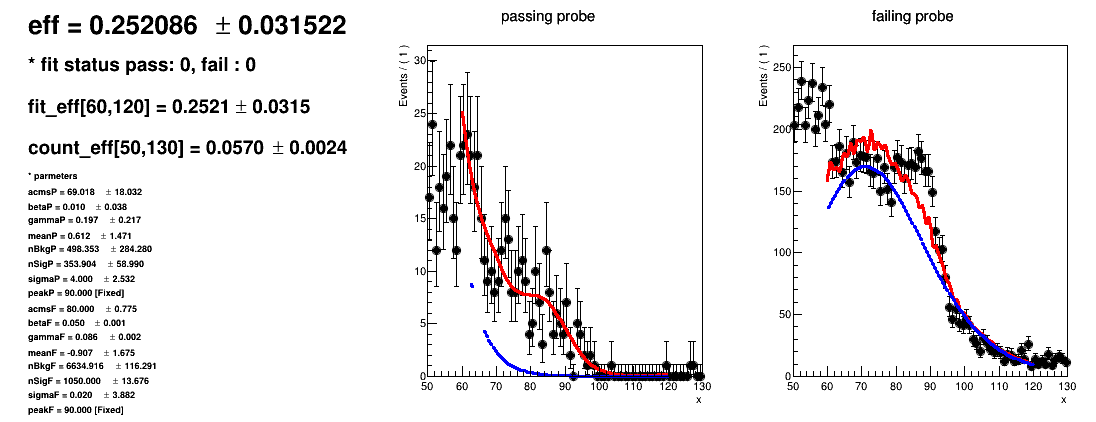 eff = 0.252086 ± 0.031522
* fit status pass: 0, fail : 0
fit_eff[60,120] = 0.2521 ± 0.0315
count_eff[50,130] = 0.0570 ± 0.0024
* parmeters
acmsP = 69.018 ± 18.032
betaP = 0.010 ± 0.038
gammaP = 0.197 ± 0.217
meanP = 0.612 ± 1.471
nBkgP = 498.353 ± 284.280
nSigP = 353.904 ± 58.990
sigmaP = 4.000 ± 2.532
peakP = 90.000 [Fixed]
acmsF = 80.000 ± 0.775
betaF = 0.050 ± 0.001
gammaF = 0.086 ± 0.002
meanF = -0.907 ± 1.675
nBkgF = 6634.916 ± 116.291
nSigF = 1050.000 ± 13.676
sigmaF = 0.020 ± 3.882
peakF = 90.000 [Fixed]
passing probe
Events / ( 1 )
30
25
20
15
10
5
0
50 60 70 80 90 100 110 120 130
x
failing probe
Events / ( 1 )
250
200
150
100
50
0
50 60 70 80 90 100 110 120 130
x